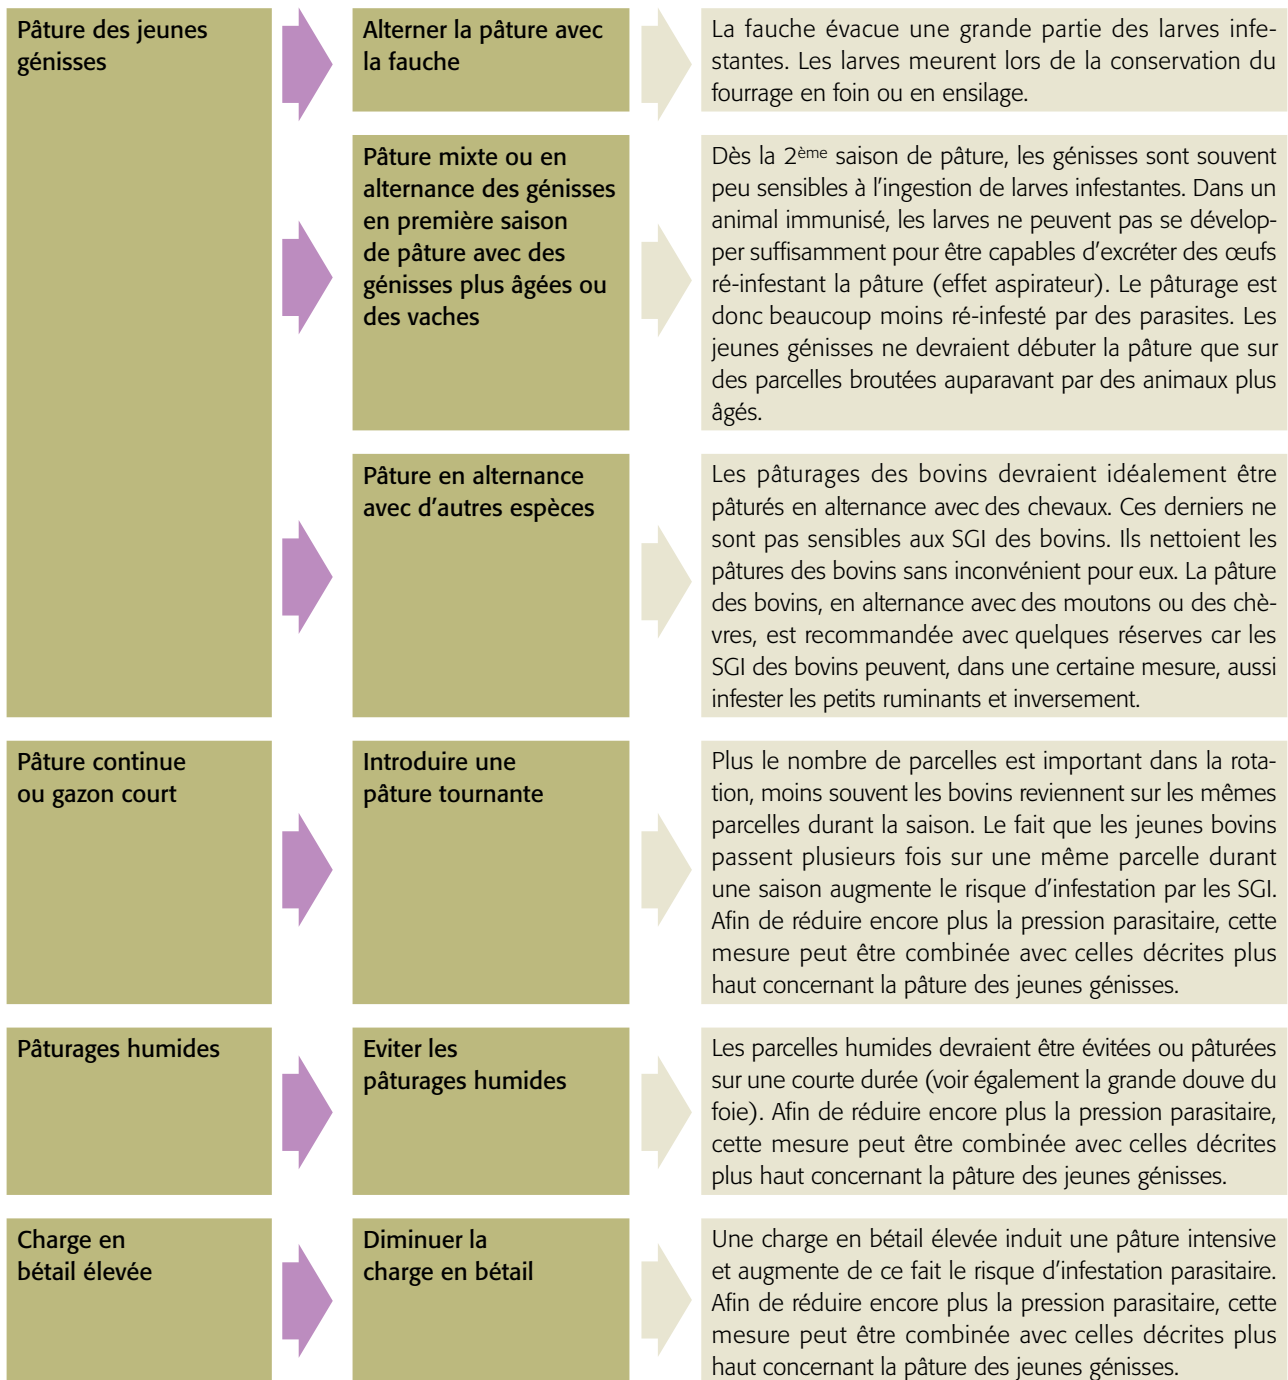 Pâture des jeunes
génisses
Alterner la pâture avec
la fauche
La fauche évacue une grande partie des larves infe-
stantes. Les larves meurent lors de la conservation du
fourrage en foin ou en ensilage.
Pâture mixte ou en
alternance des génisses
en première saison
de pâture avec des
génisses plus âgées ou
des vaches
Dès la 2ème saison de pâture, les génisses sont souvent
peu sensibles à l'ingestion de larves infestantes. Dans un
animal immunisé, les larves ne peuvent pas se dévelop-
per suffisamment pour être capables d'excréter des œufs
ré-infestant la pâture (effet aspirateur). Le pâturage est
donc beaucoup moins ré-infesté par des parasites. Les
jeunes génisses ne devraient débuter la pâture que sur
des parcelles broutées auparavant par des animaux plus
âgés.
Pâture en alternance
avec d'autres espèces
Les pâturages des bovins devraient idéalement être
pâturés en alternance avec des chevaux. Ces derniers ne
sont pas sensibles aux SGI des bovins. Ils nettoient les
pâtures des bovins sans inconvénient pour eux. La pâture
des bovins, en alternance avec des moutons ou des chè-
vres, est recommandée avec quelques réserves car les
SGI des bovins peuvent, dans une certaine mesure, aussi
infester les petits ruminants et inversement.
Pâture continue
ou gazon court
Introduire une
pâture tournante
Plus le nombre de parcelles est important dans la rota-
tion, moins souvent les bovins reviennent sur les mêmes
parcelles durant la saison. Le fait que les jeunes bovins
passent plusieurs fois sur une même parcelle durant
une saison augmente le risque d'infestation par les SGI.
Afin de réduire encore plus la pression parasitaire, cette
mesure peut être combinée avec celles décrites plus
haut concernant la pâture des jeunes génisses.
Pâturages humides
Eviter les
pâturages humides
Les parcelles humides devraient être évitées ou pâturées
sur une courte durée (voir également la grande douve du
foie). Afin de réduire encore plus la pression parasitaire,
cette mesure peut être combinée avec celles décrites
plus haut concernant la pâture des jeunes génisses.
Charge en
bétail élevée
Diminuer la
charge en bétail
Une charge en bétail élevée induit une pâture intensive
et augmente de ce fait le risque d'infestation parasitaire.
Afin de réduire encore plus la pression parasitaire, cette
mesure peut être combinée avec celles décrites plus
haut concernant la pâture des jeunes génisses.